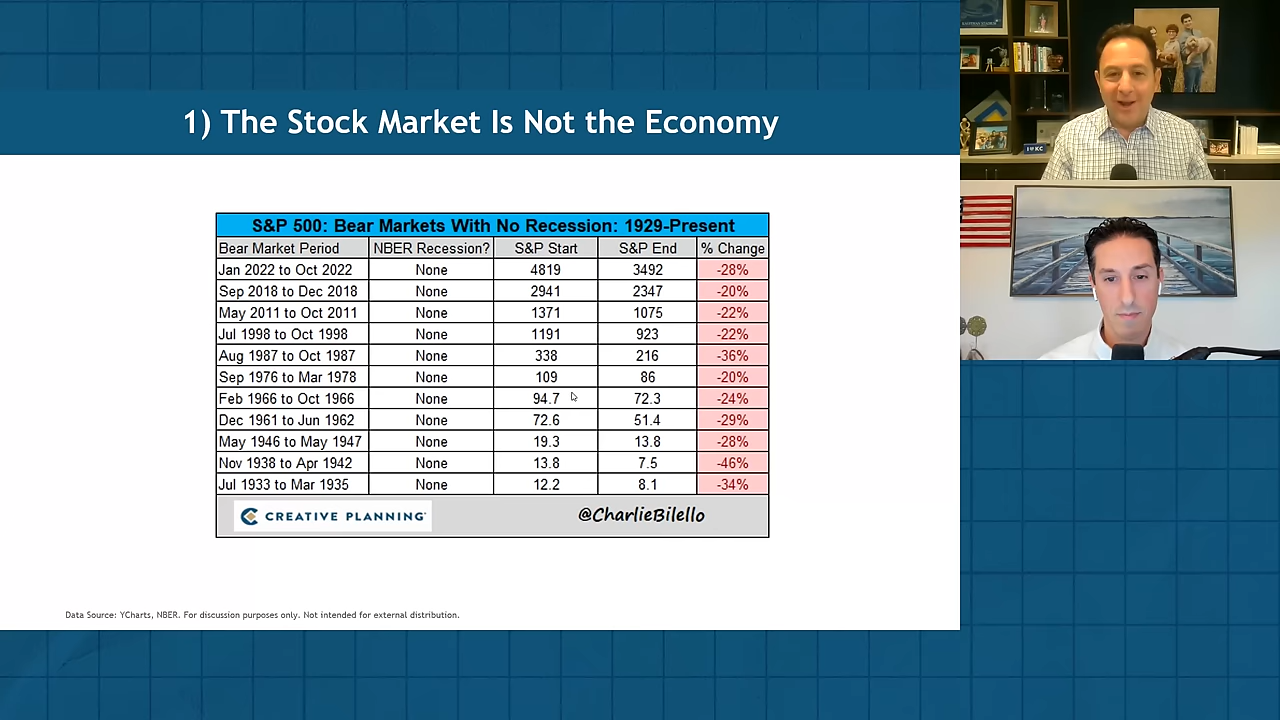 1) The Stock Market Is Not the Economy
S&P 500: Bear Markets With No Recession: 1929-Present
Bear Market Period NBER Recession? S&P Start S&P End % Change
Jan 2022 to Oct 2022 None 4819 3492 -28%
Sep 2018 to Dec 2018 None 2941 2347 -20%
May 2011 to Oct 2011 None 1371 1075 -22%
Jul 1998 to Oct 1998 None 1191 923 -22%
Aug 1987 to Oct 1987 None 338 216 -36%
Sep 1976 to Mar 1978 None 109 86 -20%
Feb 1966 to Oct 1966 None 94.7 72.3 -24%
Dec 1961 to Jun 1962 None 72.6 51.4 -29%
May 1946 to May 1947 None 19.3 13.8 -28%
Nov 1938 to Apr 1942 None 13.8 7.5 -46%
Jul 1933 to Mar 1935 None 12.2 8.1 -34%
CREATIVE PLANNING @CharlieBilello
Data Source: YCharts, NBER. For discussion purposes only. Not intended for external distribution.
I ♥ KC